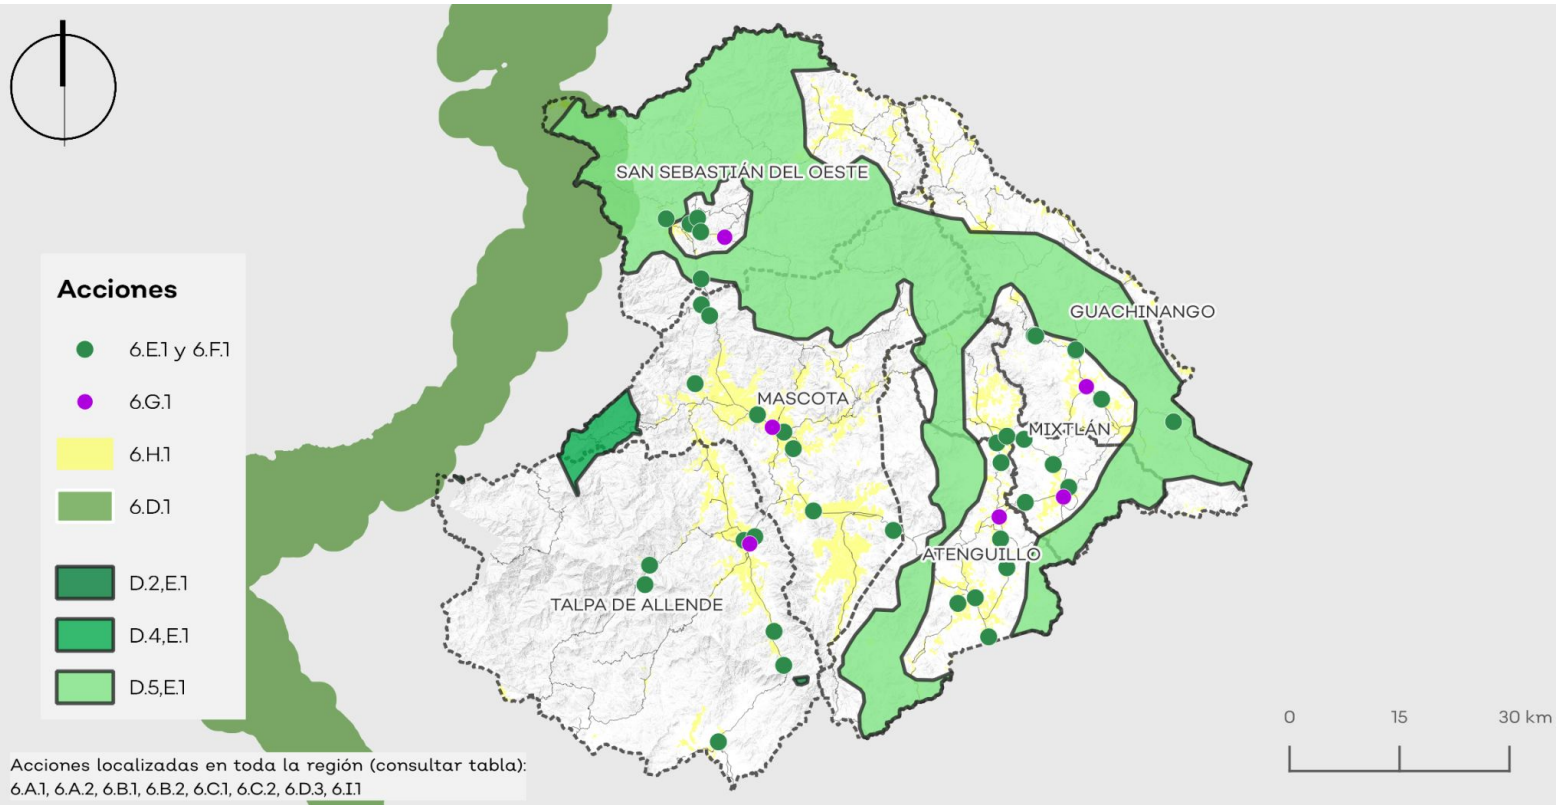 SAN SEBASTIÁN DEL OESTE
GUACHINANGO
MASCOTA
MIXTLÁN
ATENGUILLO
TALPA DE ALLENDE
Acciones
6.E.1 y 6.F.1
6.G.1
6.H.1
6.D.1
D.2,E.1
D.4,E.1
D.5,E.1
0 15 30 km
Acciones localizadas en toda la región (consultar tabla):
6.A.1, 6.A.2, 6.B.1, 6.B.2, 6.C.1, 6.C.2, 6.D.3, 6.I.1